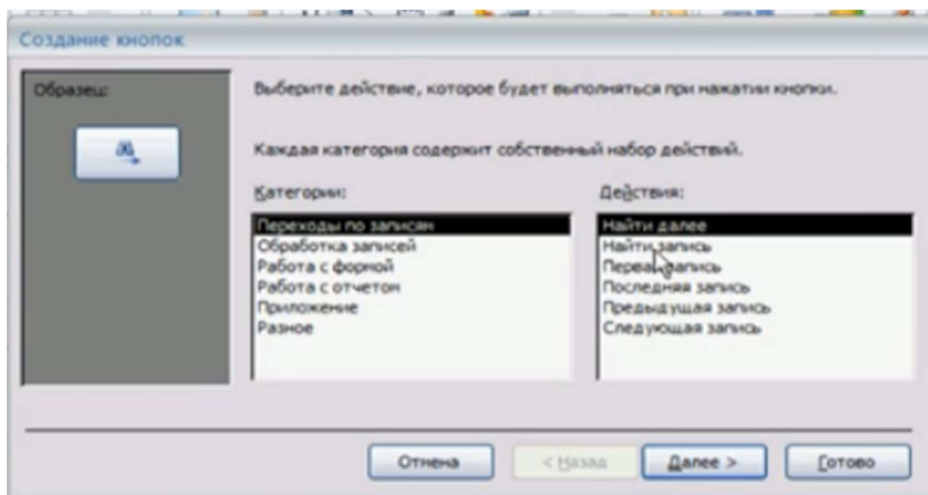 Создание кнопок
Образец:
Выберите действие, которое будет выполняться при нажатии кнопки.
Каждая категория содержит собственный набор действий.
Категории:
Действия:
Переходы по записям
Обработка записей
Работа с формой
Работа с отчетом
Приложение
Разное
Найти далее
Найти запись
Первая запись
Последняя запись
Предыдущая запись
Следующая запись
Отмена
< Назад
Далее >
Готово